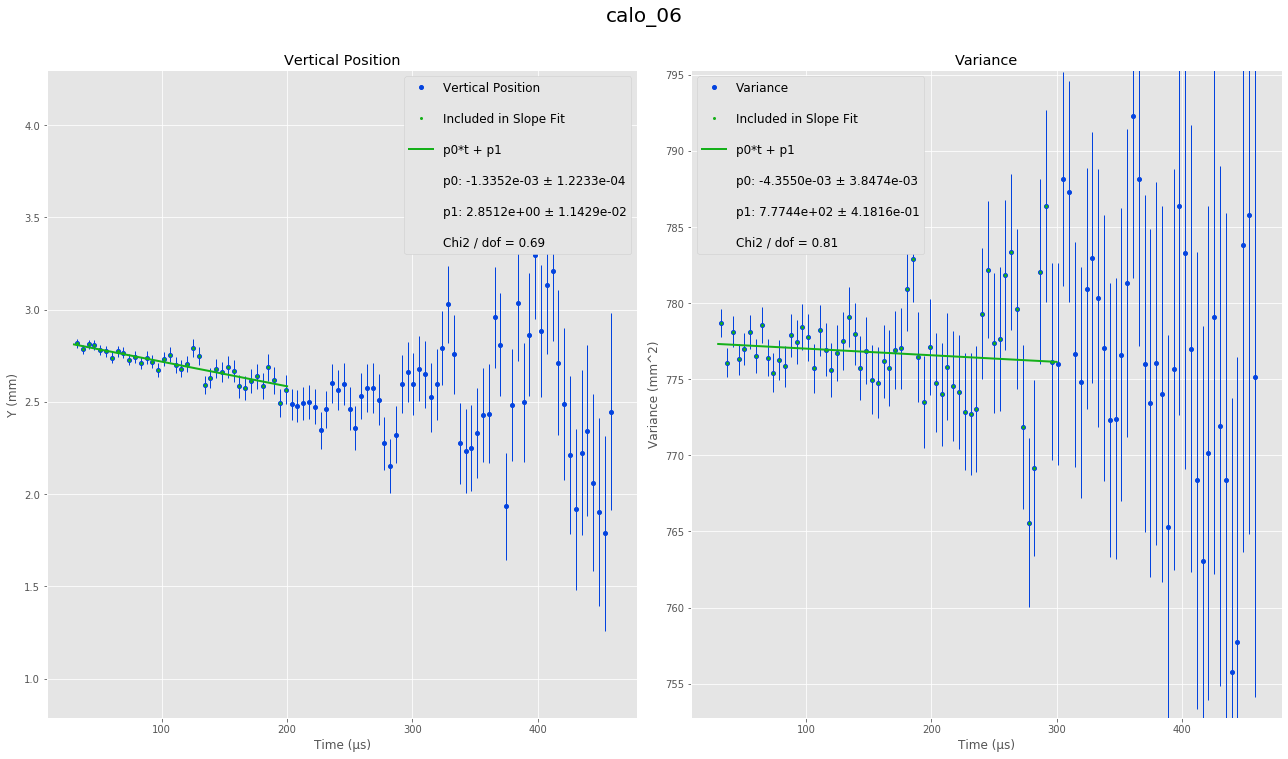 calo_06
Vertical Position
Vertical Position
Included in Slope Fit
p0*t + p1
p0: -1.3352e-03 ± 1.2233e-04
p1: 2.8512e+00 ± 1.1429e-02
Chi2 / dof = 0.69
4.0
3.5
3.0
2.5
2.0
1.5
1.0
Y (mm)
100
200
300
400
Time (μs)
Variance
Variance
Included in Slope Fit
p0*t + p1
p0: -4.3550e-03 ± 3.8474e-03
p1: 7.7744e+02 ± 4.1816e-01
Chi2 / dof = 0.81
795
790
785
780
775
770
765
760
755
Variance (mm^2)
100
200
300
400
Time (μs)